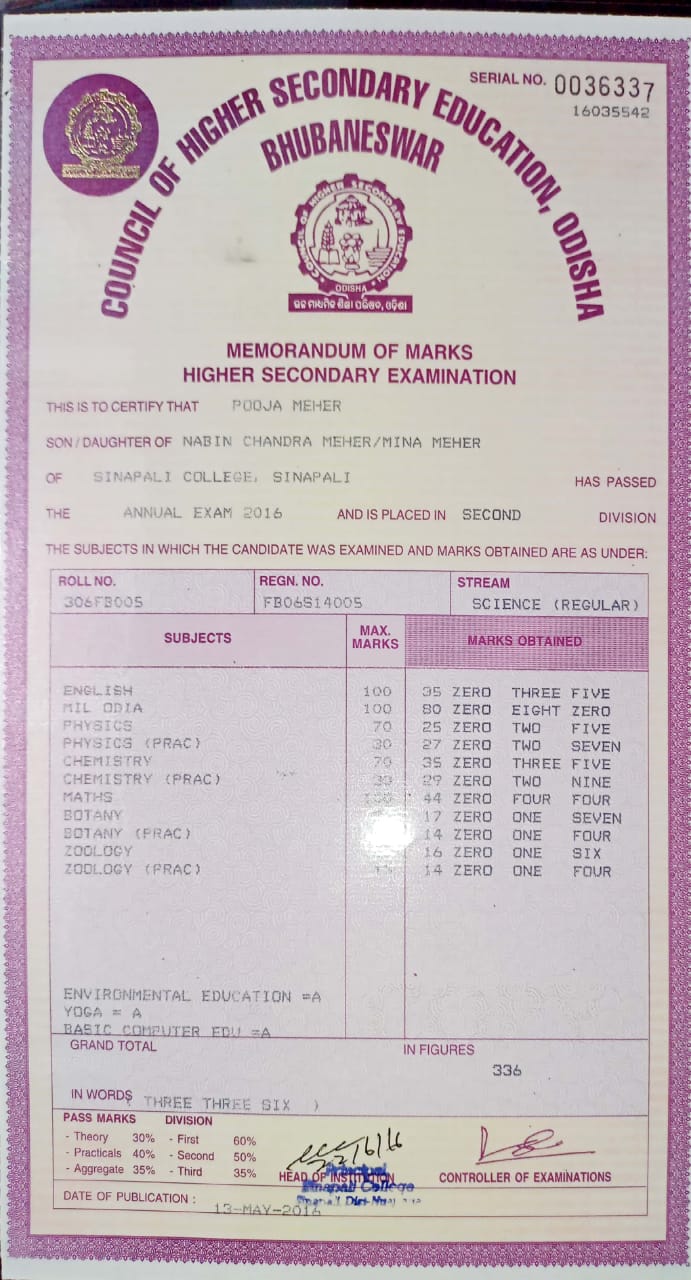 SERIAL NO. 0036337
16035542
COUNCIL OF HIGHER SECONDARY EDUCATION, ODISHA
BHUBANESWAR
COUNCIL OF HIGHER SECONDARY EDUCATION
ODISHA
ଉଚ୍ଚ ମାଧ୍ୟମିକ ଶିକ୍ଷା ପରିଷଦ, ଓଡ଼ିଶା
MEMORANDUM OF MARKS
HIGHER SECONDARY EXAMINATION
THIS IS TO CERTIFY THAT POOJA MEHER
SON / DAUGHTER OF NABIN CHANDRA MEHER/MINA MEHER
OF SINAPALI COLLEGE, SINAPALI HAS PASSED
THE ANNUAL EXAM 2016 AND IS PLACED IN SECOND DIVISION
THE SUBJECTS IN WHICH THE CANDIDATE WAS EXAMINED AND MARKS OBTAINED ARE AS UNDER:
ROLL NO. REGN. NO. STREAM
306FB005 FB06S14005 SCIENCE (REGULAR)
SUBJECTS MAX. MARKS MARKS OBTAINED
ENGLISH 100 35 ZERO THREE FIVE
MIL ODIA 100 80 ZERO EIGHT ZERO
PHYSICS 70 25 ZERO TWO FIVE
PHYSICS (PRAC) 30 27 ZERO TWO SEVEN
CHEMISTRY 70 35 ZERO THREE FIVE
CHEMISTRY (PRAC) 30 29 ZERO TWO NINE
MATHS 44 ZERO FOUR FOUR
BOTANY 17 ZERO ONE SEVEN
BOTANY (PRAC) 14 ZERO ONE FOUR
ZOOLOGY 16 ZERO ONE SIX
ZOOLOGY (PRAC) 14 ZERO ONE FOUR
ENVIRONMENTAL EDUCATION =A
YOGA = A
BASIC COMPUTER EDU =A
GRAND TOTAL IN FIGURES
336
IN WORDS THREE THREE SIX )
PASS MARKS DIVISION
- Theory 30% - First 60%
- Practicals 40% - Second 50%
- Aggregate 35% - Third 35%
22/6/16
HEAD OF INSTITUTION CONTROLLER OF EXAMINATIONS
Principal
Sinapali College
DATE OF PUBLICATION :
13-MAY-2016